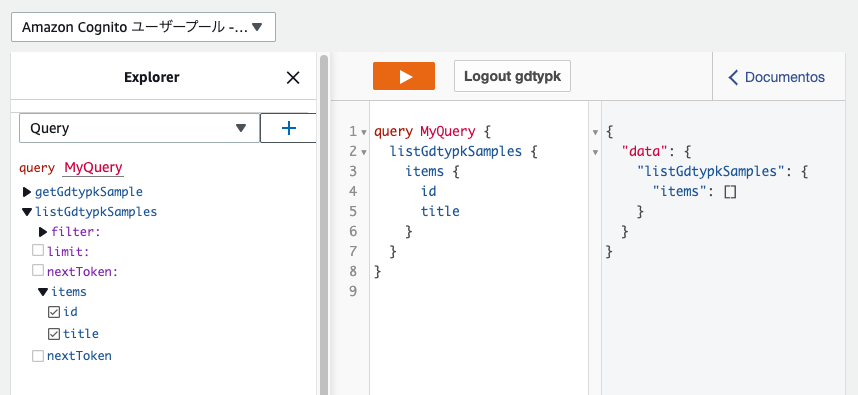 Amazon Cognito ユーザープール -...
Explorer
Logout gdtypk
Documentos
Query
query MyQuery
getGdtypkSample
listGdtypkSamples
filter:
limit:
nextToken:
items
id
title
nextToken
1 query MyQuery {
2 listGdtypkSamples {
3 items {
4 id
5 title
6 }
7 }
8 }
9
{
"data": {
"listGdtypkSamples": {
"items": []
}
}
}